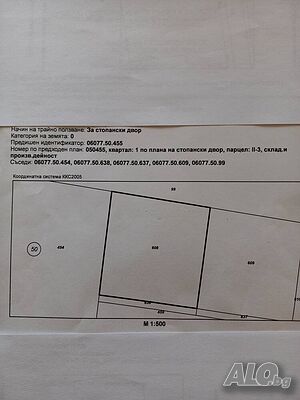 Начин на трайно ползване: За стопански двор
Категория на земята: 0
Предишен идентификатор: 06077.50.455
Номер по предходен план: 050455, квартал: 1 по плана на стопански двор, парцел: II-3, склад.и
произв.дейност
Съседи: 06077.50.454, 06077.50.638, 06077.50.637, 06077.50.609, 06077.50.99
Координатна система ККС2005
99
50
454
608
609
637
М 1:500
ALO.bg